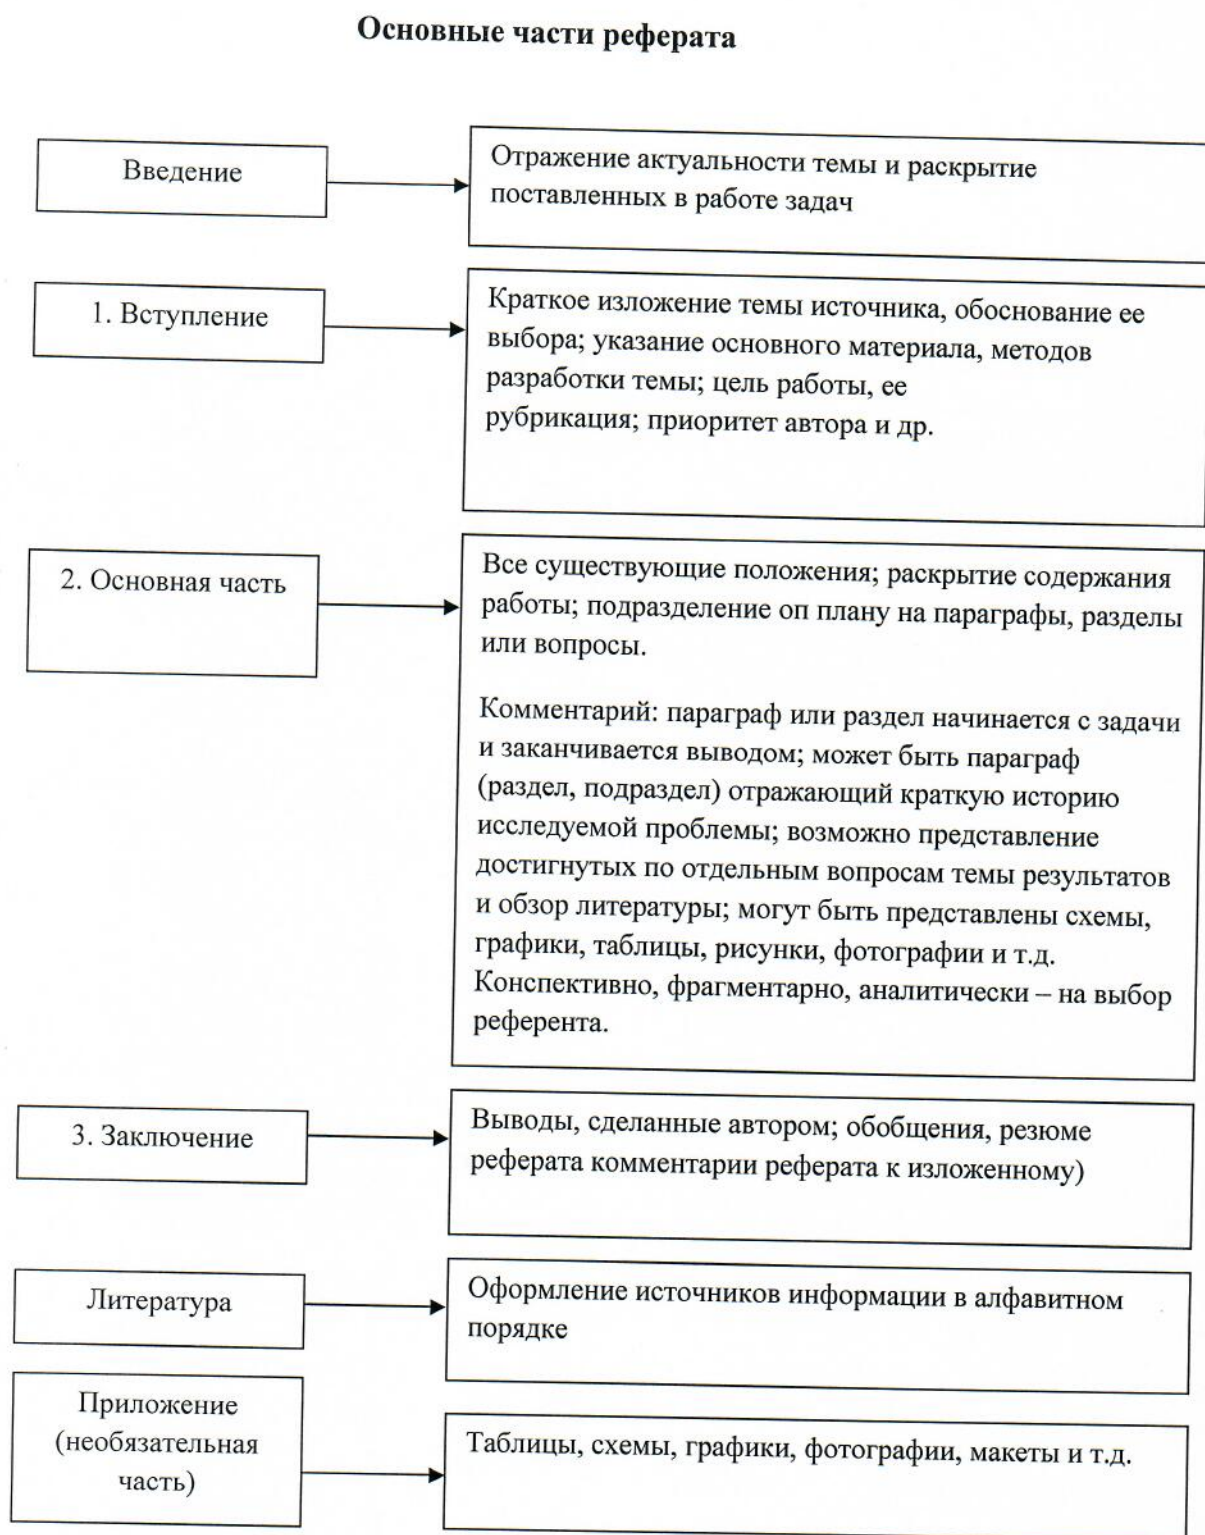 Основные части реферата
Введение
Отражение актуальности темы и раскрытие
поставленных в работе задач
1. Вступление
Краткое изложение темы источника, обоснование ее
выбора; указание основного материала, методов
разработки темы; цель работы, ее
рубрикация; приоритет автора и др.
2. Основная часть
Все существующие положения; раскрытие содержания
работы; подразделение оп плану на параграфы, разделы
или вопросы.
Комментарий: параграф или раздел начинается с задачи
и заканчивается выводом; может быть параграф
(раздел, подраздел) отражающий краткую историю
исследуемой проблемы; возможно представление
достигнутых по отдельным вопросам темы результатов
и обзор литературы; могут быть представлены схемы,
графики, таблицы, рисунки, фотографии и т.д.
Конспективно, фрагментарно, аналитически – на выбор
референта.
3. Заключение
Выводы, сделанные автором; обобщения, резюме
реферата комментарии реферата к изложенному)
Литература
Оформление источников информации в алфавитном
порядке
Приложение
(необязательная
часть)
Таблицы, схемы, графики, фотографии, макеты и т.д.